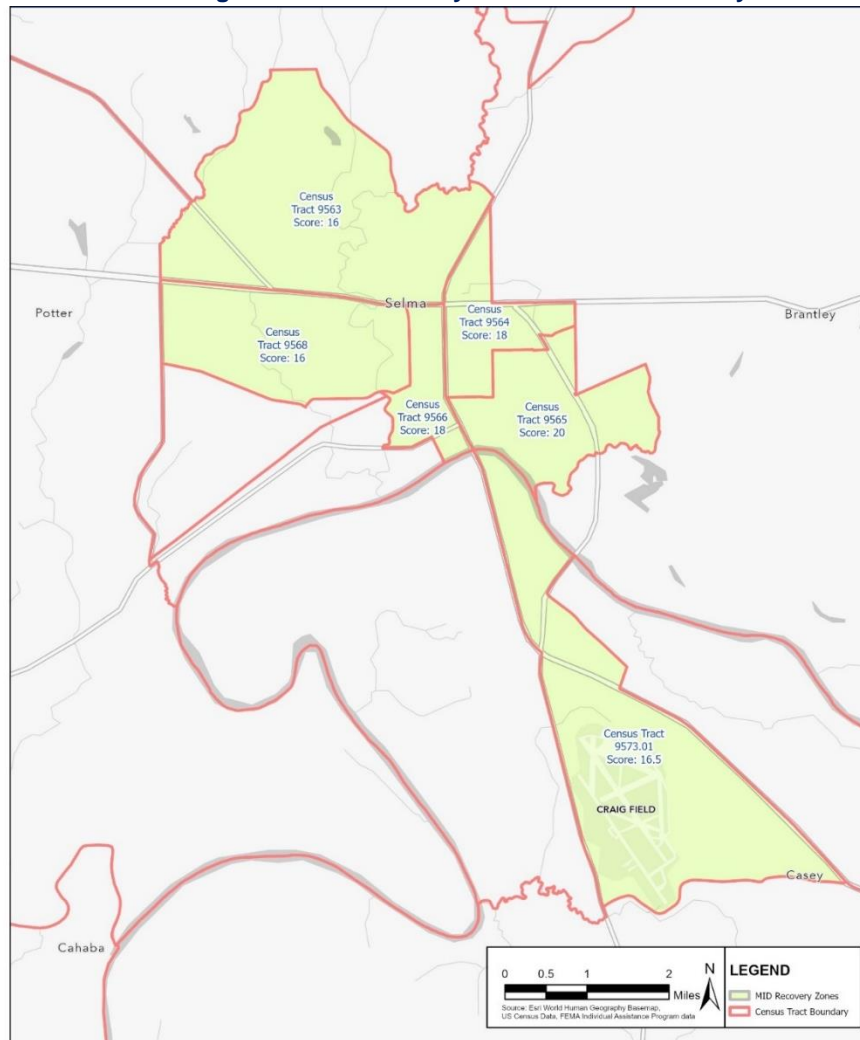 Census
Tract 9563
Score: 16
Selma
Potter
Brantley
Census
Tract 9564
Score: 18
Census
Tract 9568
Score: 16
Census
Tract 9566
Score: 18
Census
Tract 9565
Score: 20
Census Tract
9573.01
Score: 16.5
CRAIG FIELD
Casey
Cahaba
0 0.5 1 2
Miles
N
Source: Esri World Human Geography Basemap,
US Census Data, FEMA Individual Assistance Program data
LEGEND
MID Recovery Zones
Census Tract Boundary